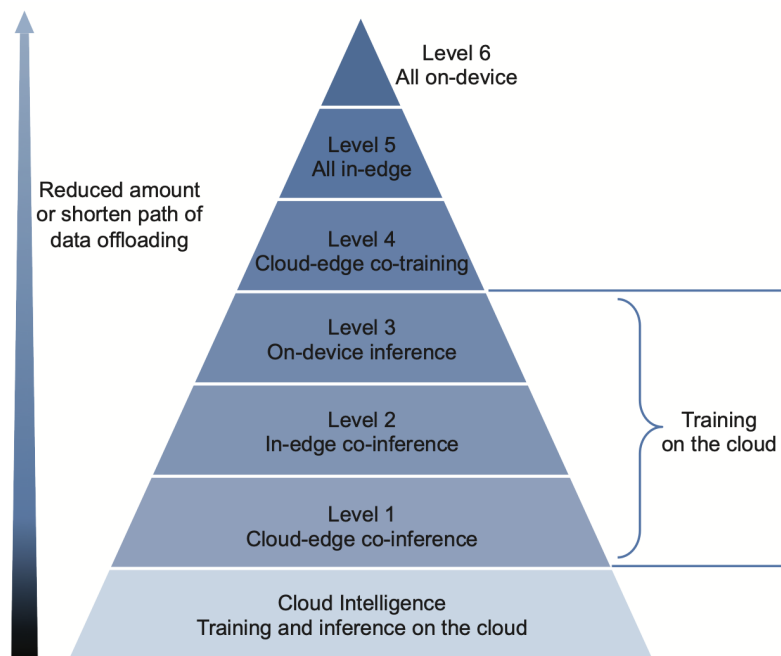 Level 6
All on-device
Level 5
All in-edge
Reduced amount
or shorten path of
data offloading
Level 4
Cloud-edge co-training
Level 3
On-device inference
Level 2
In-edge co-inference
Training
on the cloud
Level 1
Cloud-edge co-inference
Cloud Intelligence
Training and inference on the cloud